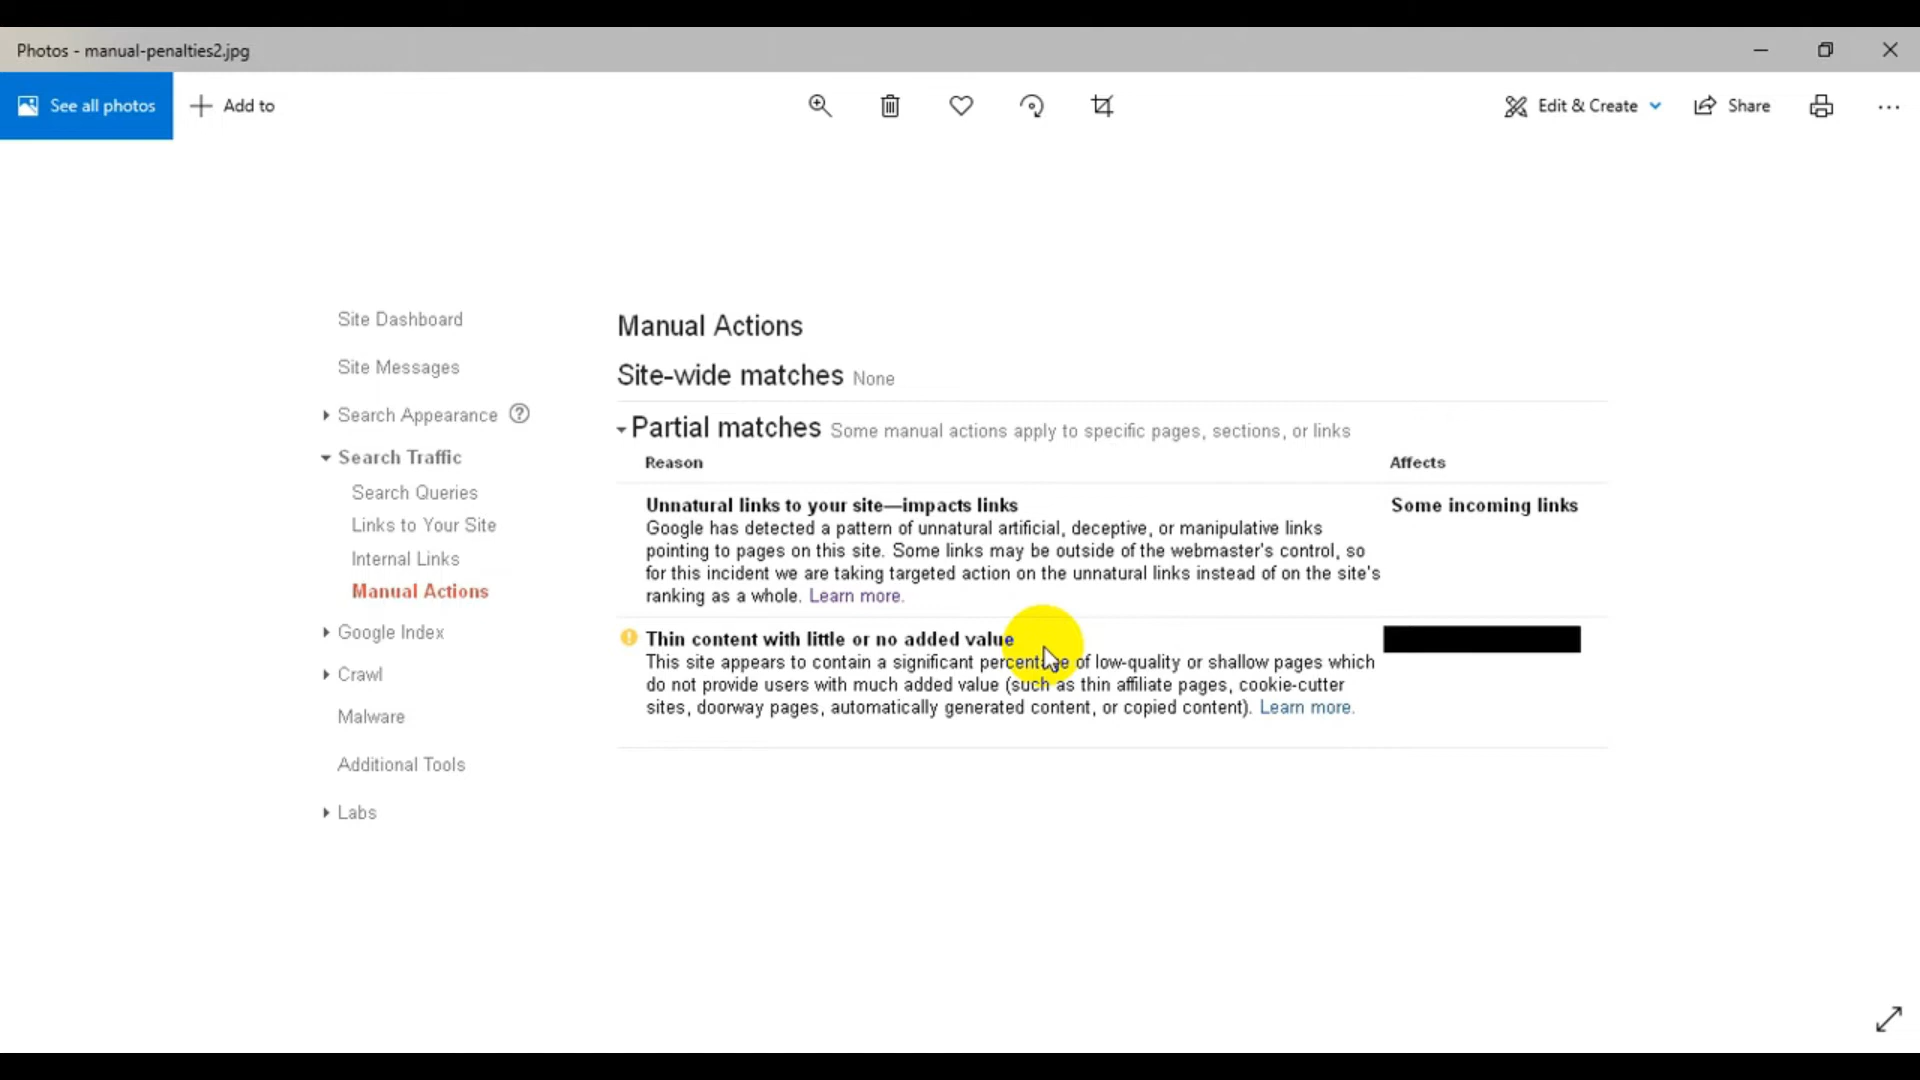 Photos - manual-penalties2.jpg
See all photos
Add to
Edit & Create
Share
Site Dashboard
Site Messages
Search Appearance
Search Traffic
Search Queries
Links to Your Site
Internal Links
Manual Actions
Google Index
Crawl
Malware
Additional Tools
Labs
Manual Actions
Site-wide matches None
Partial matches Some manual actions apply to specific pages, sections, or links
Reason Affects
Unnatural links to your site—impacts links Some incoming links
Google has detected a pattern of unnatural artificial, deceptive, or manipulative links
pointing to pages on this site. Some links may be outside of the webmaster's control, so
for this incident we are taking targeted action on the unnatural links instead of on the site's
ranking as a whole. Learn more.
Thin content with little or no added value
This site appears to contain a significant percentage of low-quality or shallow pages which
do not provide users with much added value (such as thin affiliate pages, cookie-cutter
sites, doorway pages, automatically generated content, or copied content). Learn more.